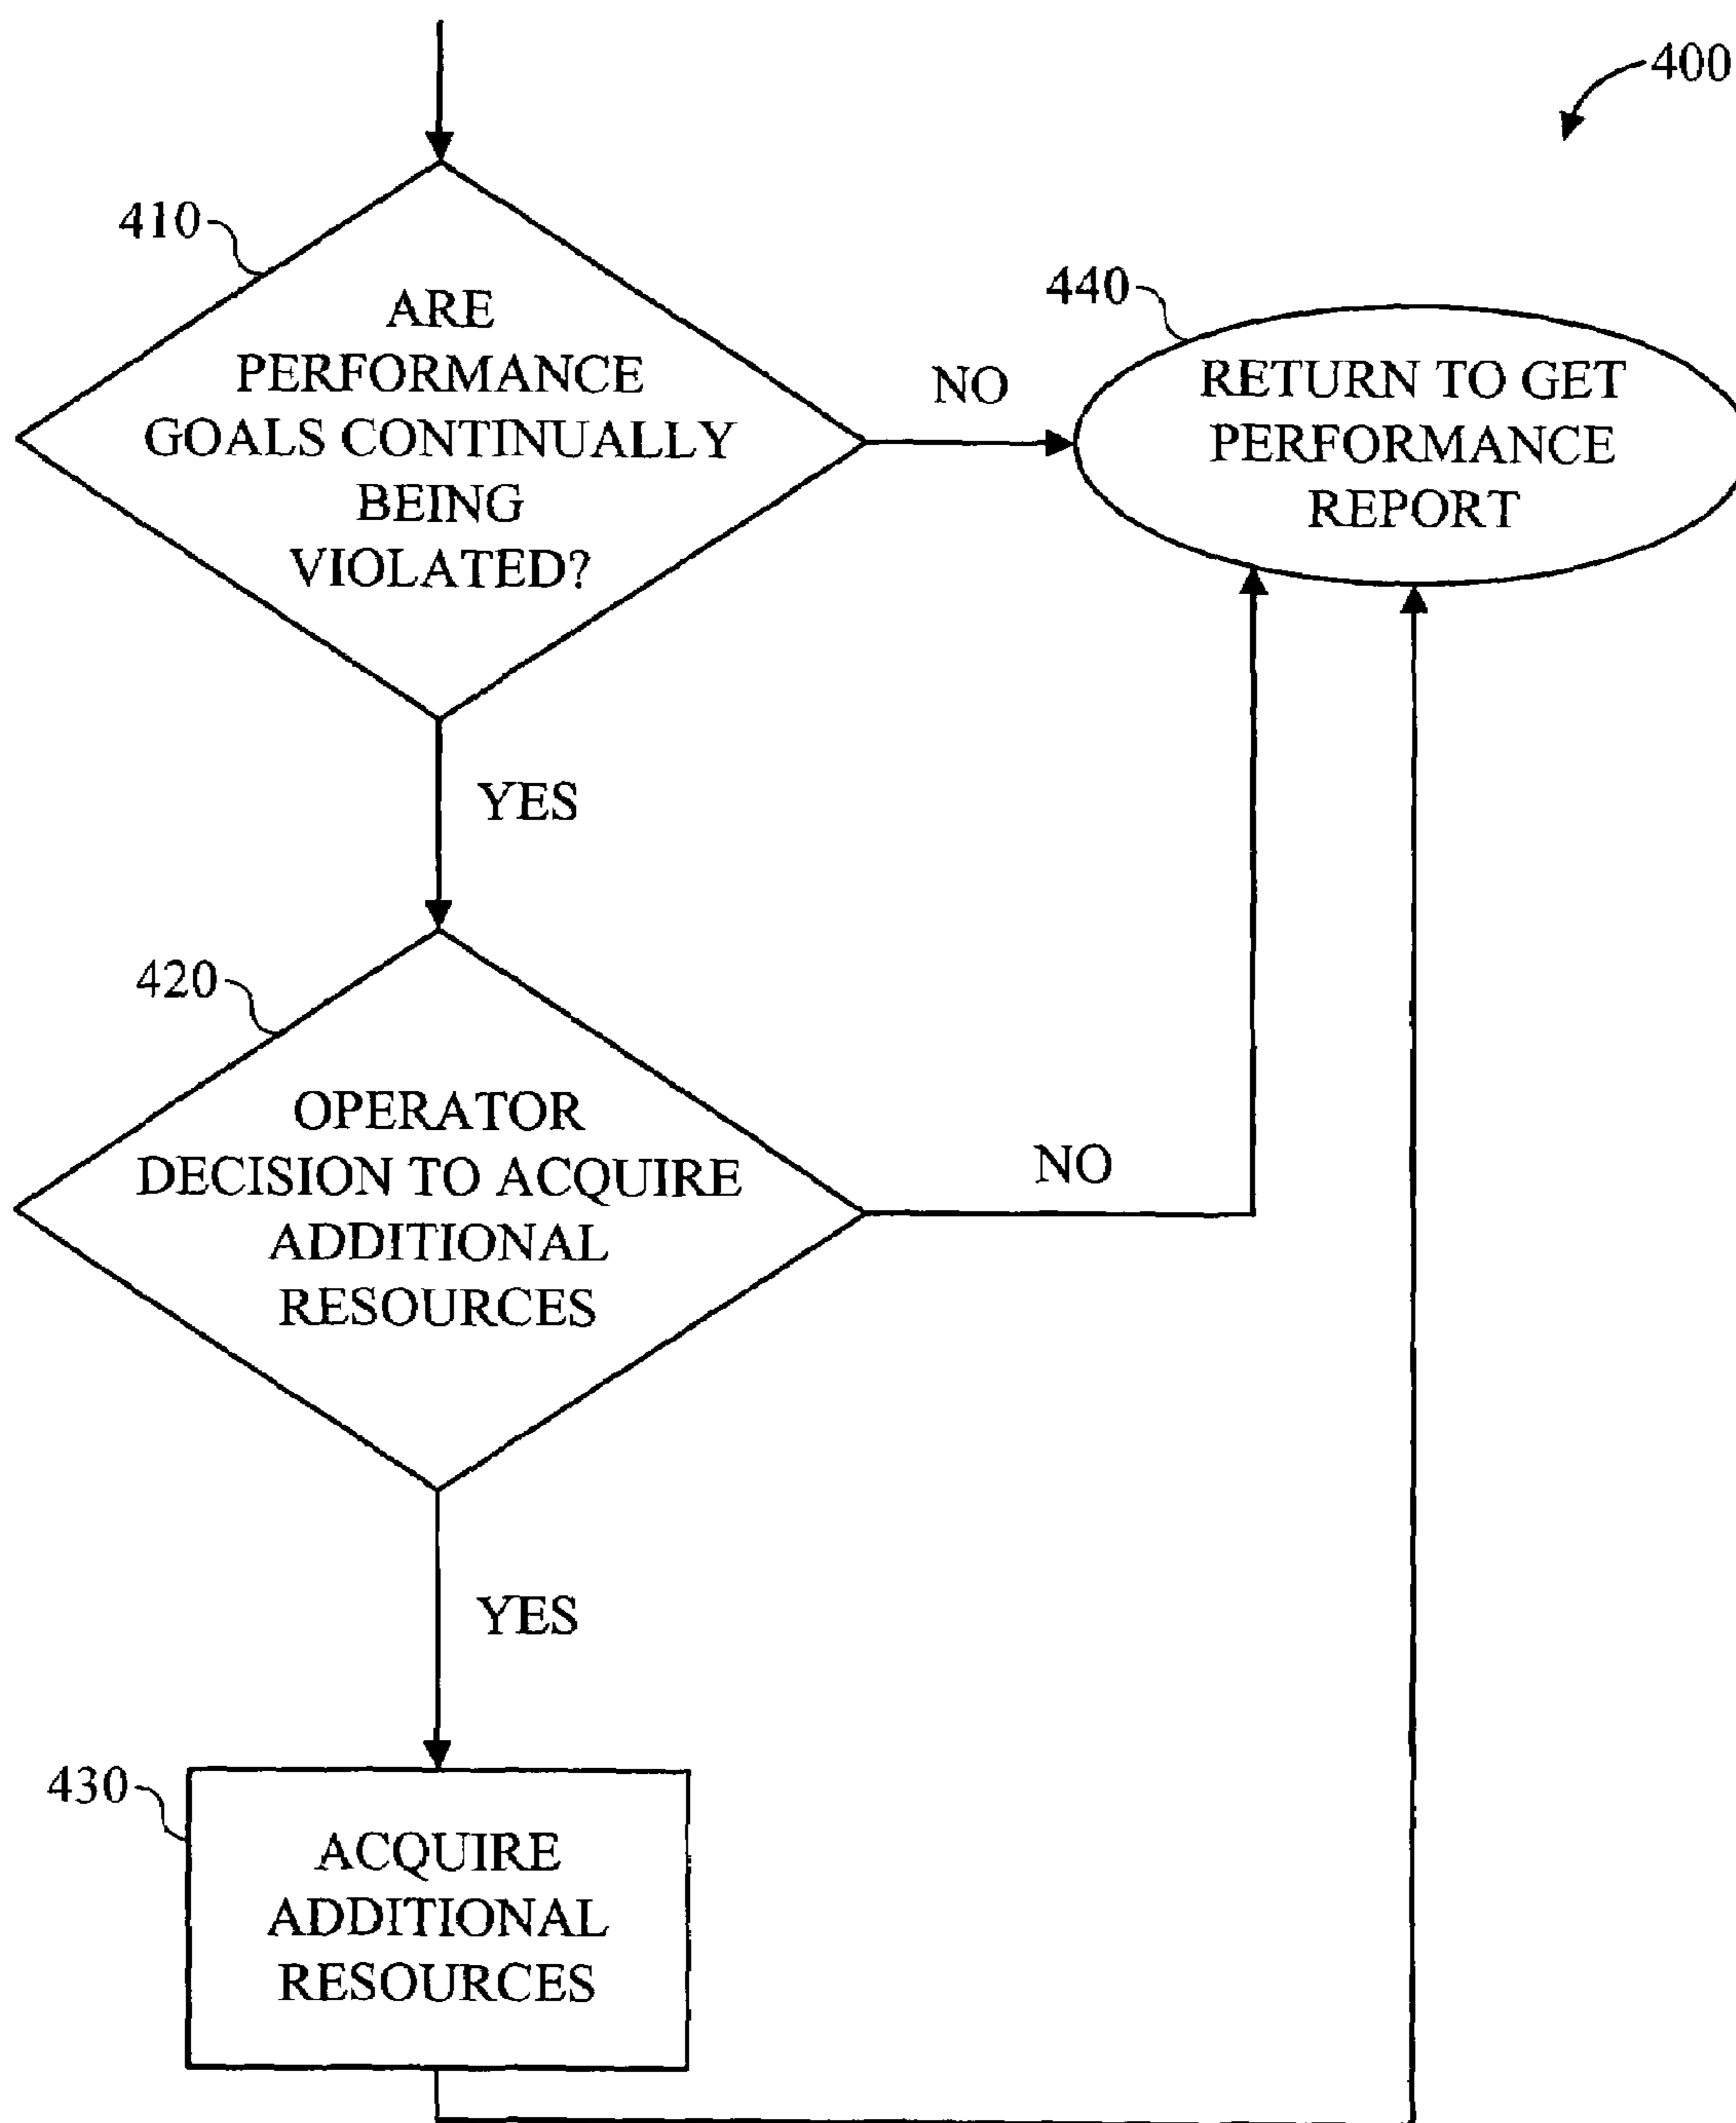 400
410
ARE
PERFORMANCE
GOALS CONTINUALLY
BEING
VIOLATED?
NO
440
RETURN TO GET
PERFORMANCE
REPORT
YES
420
OPERATOR
DECISION TO ACQUIRE
ADDITIONAL
RESOURCES
NO
YES
430
ACQUIRE
ADDITIONAL
RESOURCES